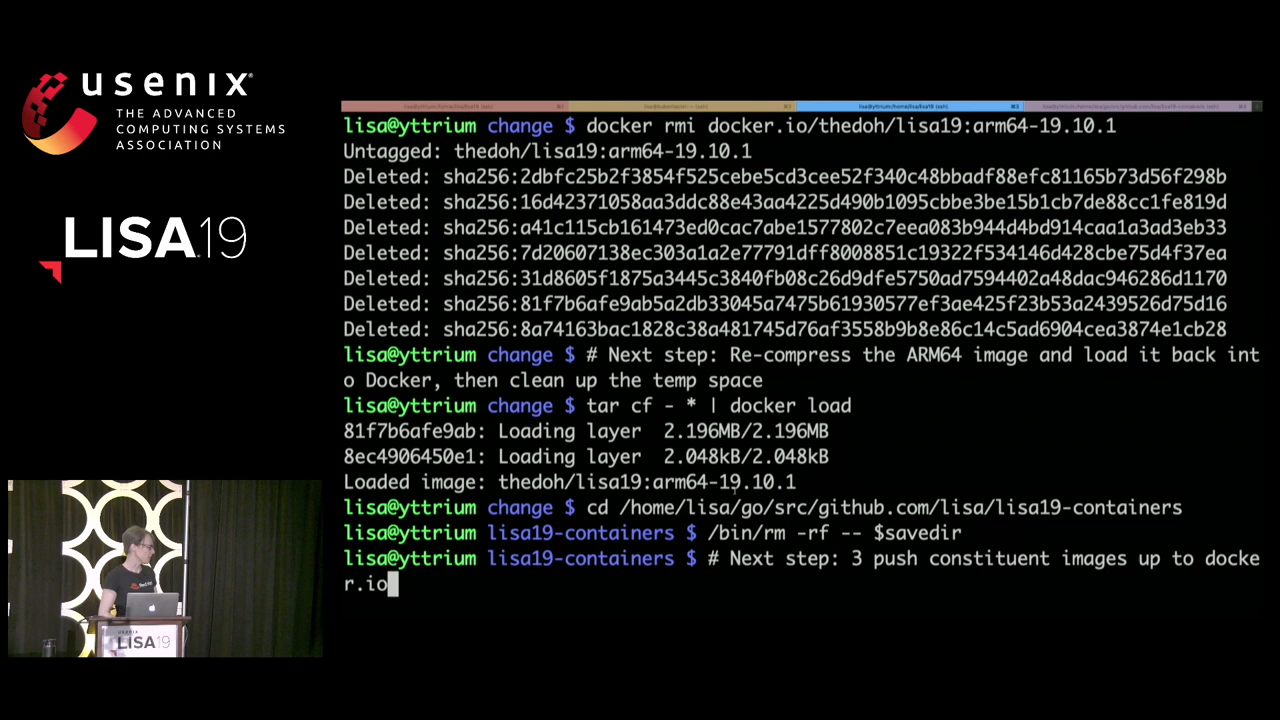 usenix
THE ADVANCED
COMPUTING SYSTEMS
ASSOCIATION
LISA19
lisa@yttrium change $ docker rmi docker.io/thedoh/lisa19:arm64-19.10.1
Untagged: thedoh/lisa19:arm64-19.10.1
Deleted: sha256:2dbfc25b2f3854f525cebe5cd3cee52f340c48bbadf88efc81165b73d56f298b
Deleted: sha256:16d42371058aa3ddc88e43aa4225d490b1095cbbe3be15b1cb7de88cc1fe819d
Deleted: sha256:a41c115cb161473ed0cac7abe1577802c7eea083b944d4bd914caa1a3ad3eb33
Deleted: sha256:7d20607138ec303a1a2e77791dff8008851c19322f534146d428cbe75d4f37ea
Deleted: sha256:31d8605f1875a3445c3840fb08c26d9dfe5750ad7594402a48dac946286d1170
Deleted: sha256:81f7b6afe9ab5a2db33045a7475b61930577ef3ae425f23b53a2439526d75d16
Deleted: sha256:8a74163bac1828c38a481745d76af3558b9b8e86c14c5ad6904cea3874e1cb28
lisa@yttrium change $ # Next step: Re-compress the ARM64 image and load it back int
o Docker, then clean up the temp space
lisa@yttrium change $ tar cf - * | docker load
81f7b6afe9ab: Loading layer 2.196MB/2.196MB
8ec4906450e1: Loading layer 2.048kB/2.048kB
Loaded image: thedoh/lisa19:arm64-19.10.1
lisa@yttrium change $ cd /home/lisa/go/src/github.com/lisa/lisa19-containers
lisa@yttrium lisa19-containers $ /bin/rm -rf -- $savedir
lisa@yttrium lisa19-containers $ # Next step: 3 push constituent images up to docke
r.io
usenix
LISA19